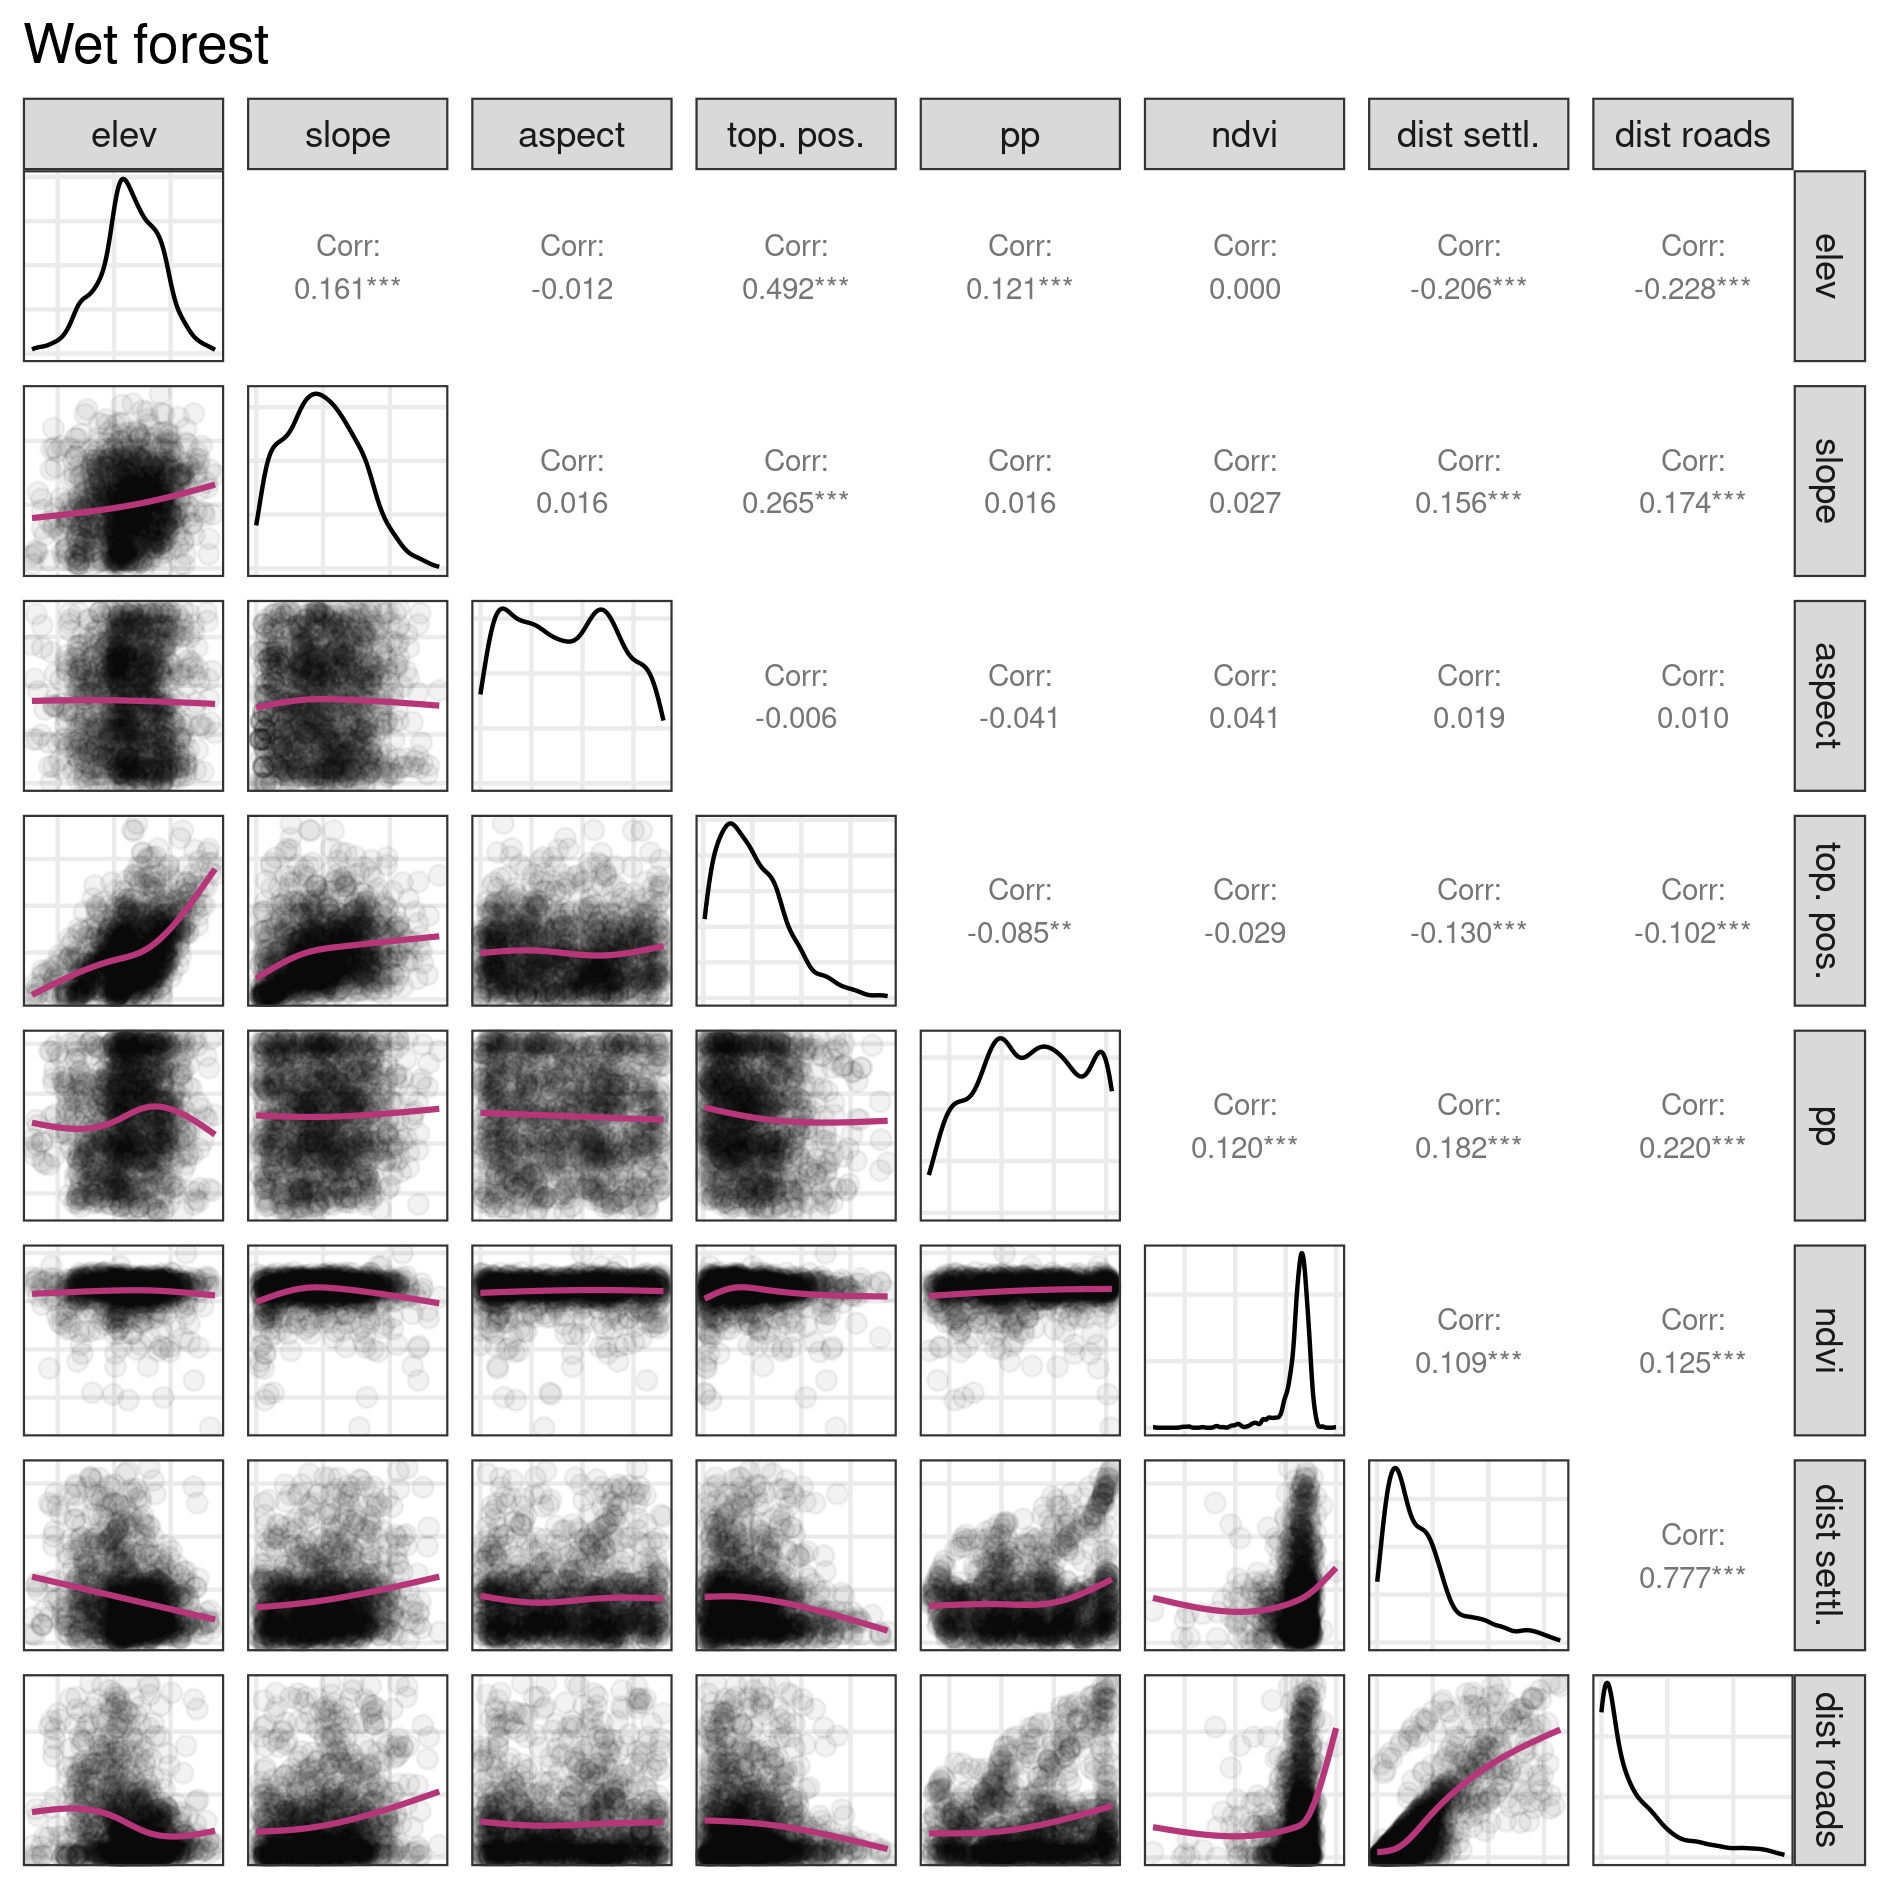 Wet forest
elev slope aspect top. pos. pp ndvi dist settl. dist roads
Corr: Corr: Corr: Corr: Corr: Corr: Corr:
0.161*** -0.012 0.492*** 0.121*** 0.000 -0.206*** -0.228***
elev
Corr: Corr: Corr: Corr: Corr: Corr:
0.016 0.265*** 0.016 0.027 0.156*** 0.174***
slope
Corr: Corr: Corr: Corr: Corr:
-0.006 -0.041 0.041 0.019 0.010
aspect
Corr: Corr: Corr: Corr:
-0.085** -0.029 -0.130*** -0.102***
top. pos.
Corr: Corr: Corr:
0.120*** 0.182*** 0.220***
pp
Corr: Corr:
0.109*** 0.125***
ndvi
Corr:
0.777***
dist settl.
dist roads